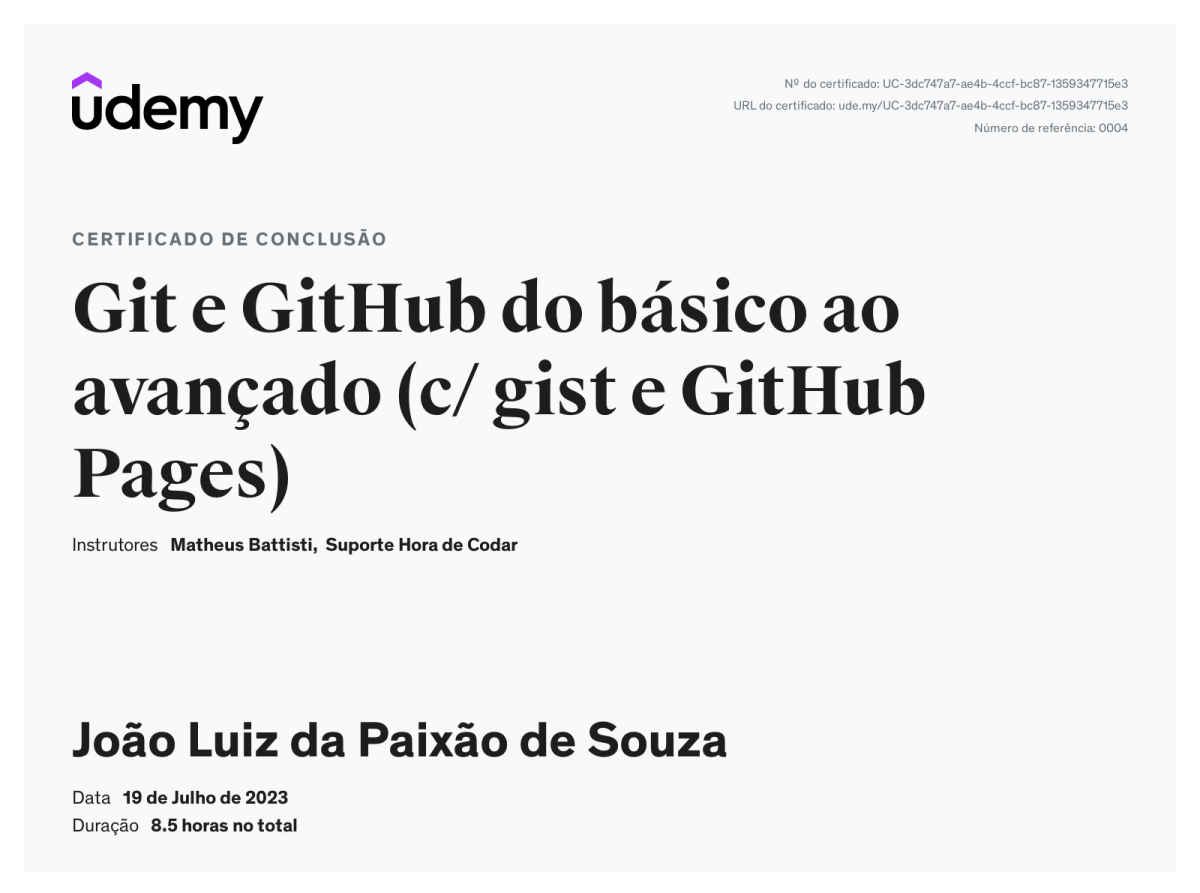 udemy
Nº do certificado: UC-3dc747a7-ae4b-4ccf-bc87-1359347715e3
URL do certificado: ude.my/UC-3dc747a7-ae4b-4ccf-bc87-1359347715e3
Número de referência: 0004
CERTIFICADO DE CONCLUSÃO
Git e GitHub do básico ao
avançado (c/ gist e GitHub
Pages)
Instrutores Matheus Battisti, Suporte Hora de Codar
João Luiz da Paixão de Souza
Data 19 de Julho de 2023
Duração 8.5 horas no total